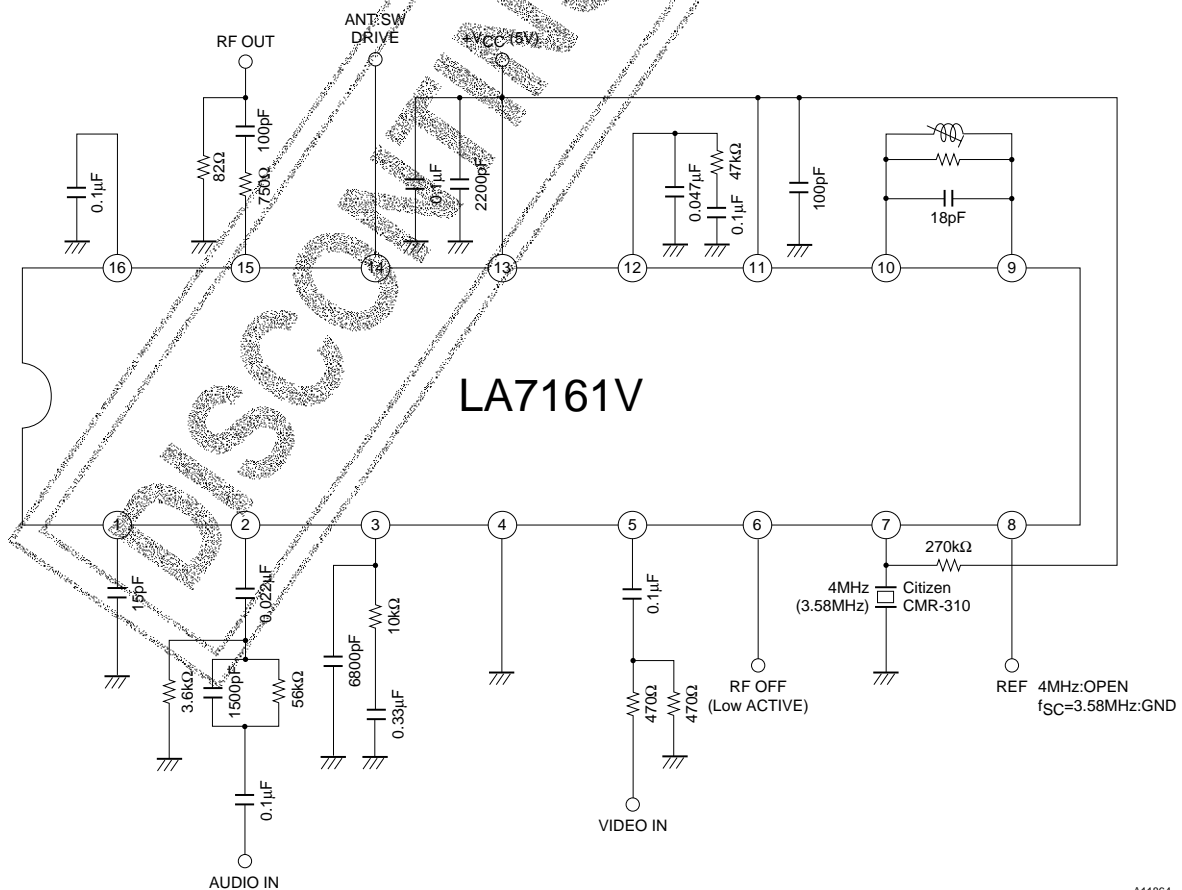 ANT SW
DRIVE
+VCC (5V)
RF OUT
82Ω
100pF
750Ω
0.1µF
0.1µF
2200pF
0.047µF
47kΩ
0.1µF
100pF
18pF
16
15
14
13
12
11
10
9
LA7161V
DISCONTIN
1
2
3
4
5
6
7
8
15pF
0.022µF
3.6kΩ
1500pF
56kΩ
0.1µF
AUDIO IN
6800pF
10kΩ
0.33µF
0.1µF
470Ω
470Ω
VIDEO IN
RF OFF
(Low ACTIVE)
270kΩ
4MHz
(3.58MHz)
Citizen
CMR-310
REF
4MHz:OPEN
fSC=3.58MHz:GND